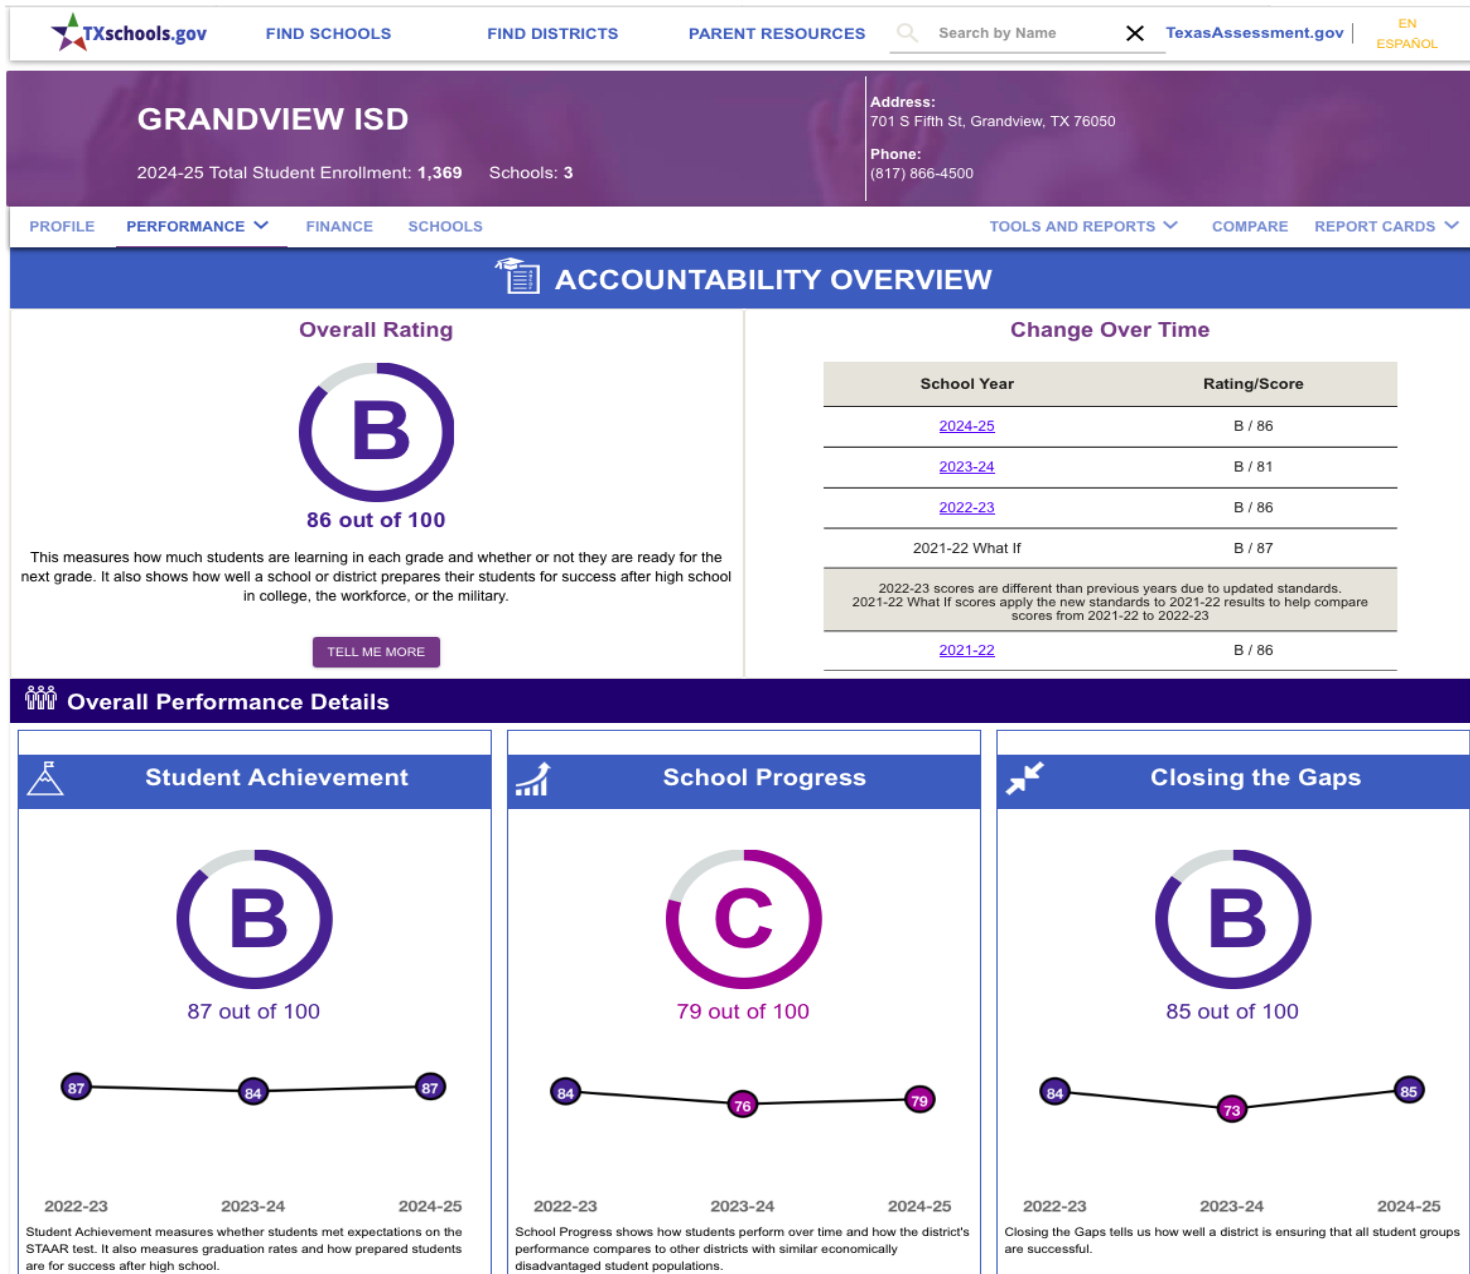 TXschools.gov
FIND SCHOOLS
FIND DISTRICTS
PARENT RESOURCES
Search by Name
TexasAssessment.gov
EN
ESPAÑOL
GRANDVIEW ISD
2024-25 Total Student Enrollment: 1,369 Schools: 3
Address:
701 S Fifth St, Grandview, TX 76050
Phone:
(817) 866-4500
PROFILE
PERFORMANCE
FINANCE
SCHOOLS
TOOLS AND REPORTS
COMPARE
REPORT CARDS
ACCOUNTABILITY OVERVIEW
Overall Rating
B
86 out of 100
This measures how much students are learning in each grade and whether or not they are ready for the
next grade. It also shows how well a school or district prepares their students for success after high school
in college, the workforce, or the military.
TELL ME MORE
Change Over Time
School Year Rating/Score
2024-25 B / 86
2023-24 B / 81
2022-23 B / 86
2021-22 What If B / 87
2022-23 scores are different than previous years due to updated standards.
2021-22 What If scores apply the new standards to 2021-22 results to help compare
scores from 2021-22 to 2022-23
2021-22 B / 86
Overall Performance Details
Student Achievement
B
87 out of 100
87 84 87
2022-23 2023-24 2024-25
Student Achievement measures whether students met expectations on the
STAAR test. It also measures graduation rates and how prepared students
are for success after high school.
School Progress
C
79 out of 100
84 76 79
2022-23 2023-24 2024-25
School Progress shows how students perform over time and how the district's
performance compares to other districts with similar economically
disadvantaged student populations.
Closing the Gaps
B
85 out of 100
84 73 85
2022-23 2023-24 2024-25
Closing the Gaps tells us how well a district is ensuring that all student groups
are successful.